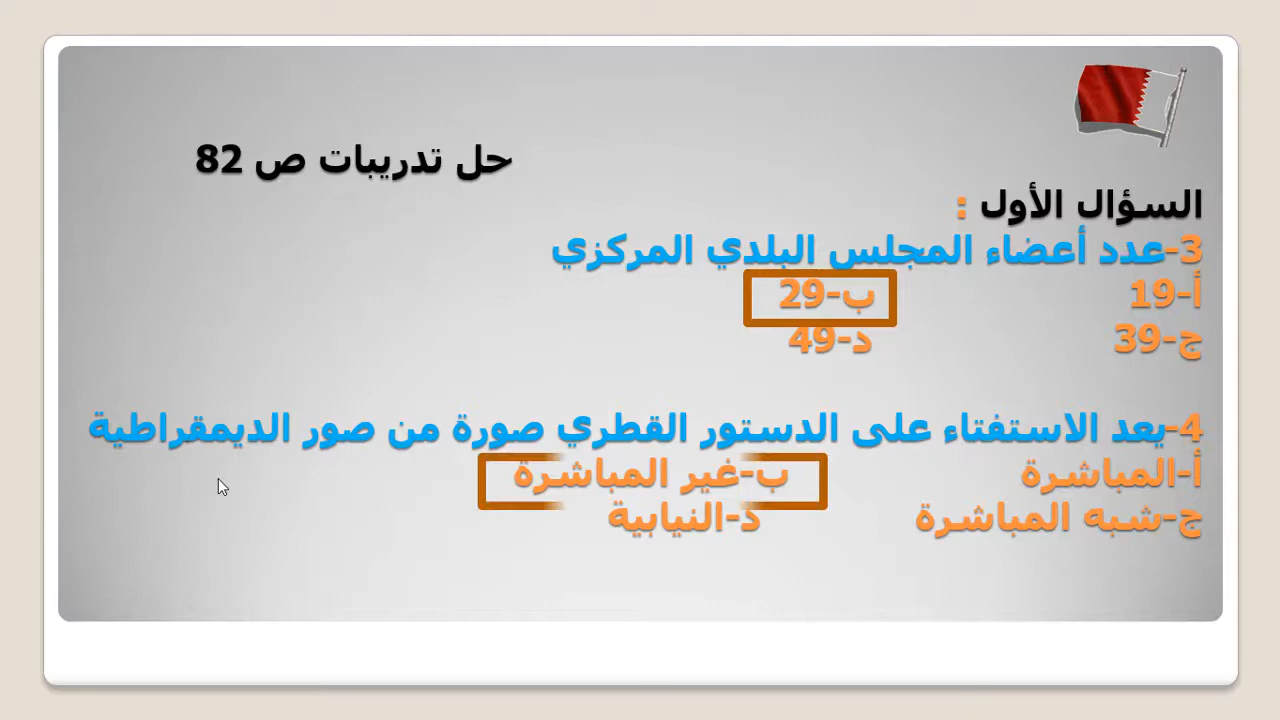 حل تدريبات ص 82
السؤال الأول :
3-عدد أعضاء المجلس البلدي المركزي
أ-19 ب-29
ج-39 د-49
4-يعد الاستفتاء على الدستور القطري صورة من صور الديمقراطية
أ-المباشرة ب-غير المباشرة
ج-شبه المباشرة د-النيابية